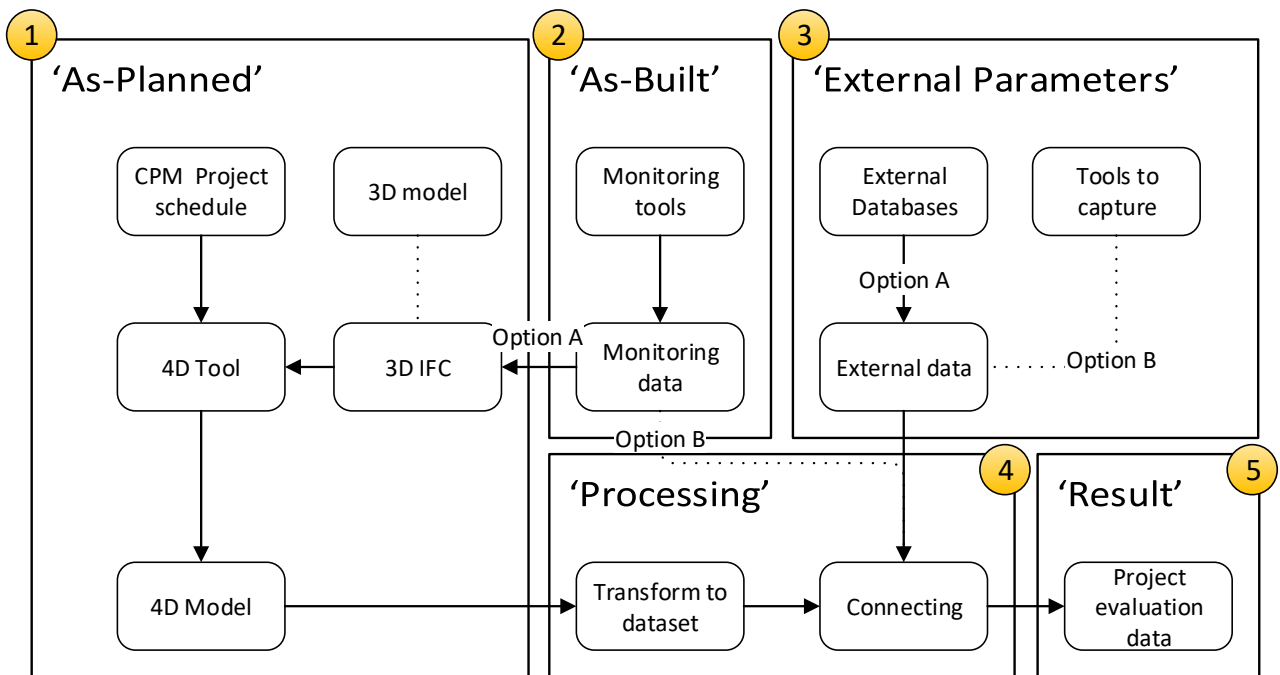 1
2
3
‘As-Planned’
‘As-Built’
‘External Parameters’
CPM Project
schedule
3D model
Monitoring
tools
External
Databases
Tools to
capture
Option A
Option A
4D Tool
3D IFC
Monitoring
data
External data
Option B
Option B
4
5
‘Processing’
‘Result’
4D Model
Transform to
dataset
Connecting
Project
evaluation
data